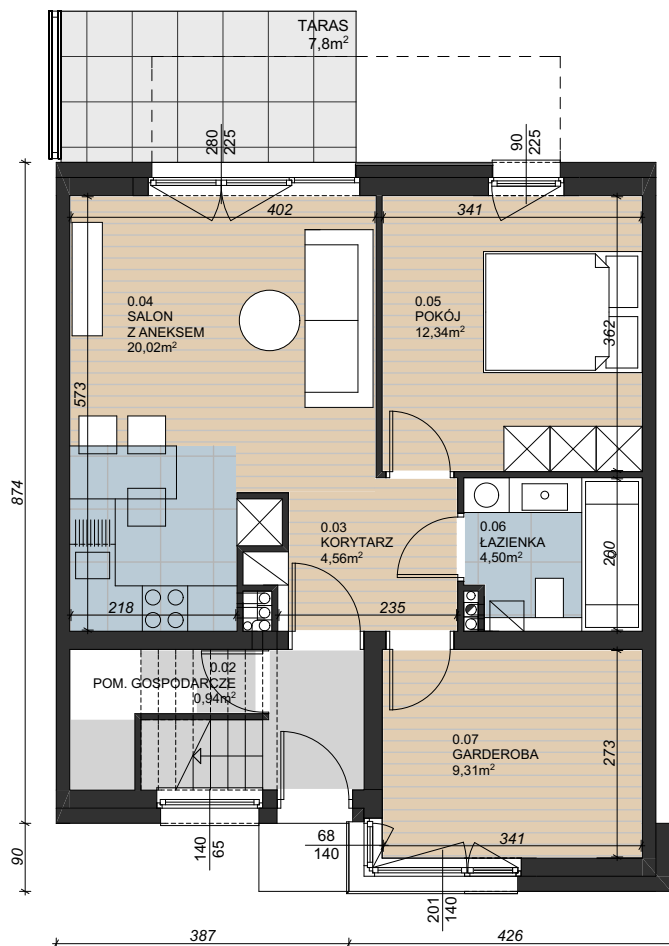 TARAS
7,8m²
280
225
90
225
402
341
0.04
SALON
Z ANEKSEM
20,02m²
0.05
POKÓJ
12,34m²
362
573
874
0.03
KORYTARZ
4,56m²
0.06
ŁAZIENKA
4,50m²
200
218
235
0.02
POM. GOSPODARCZE
0,94m²
0.07
GARDEROBA
9,31m²
273
68
140
341
140
65
90
201
140
387
426